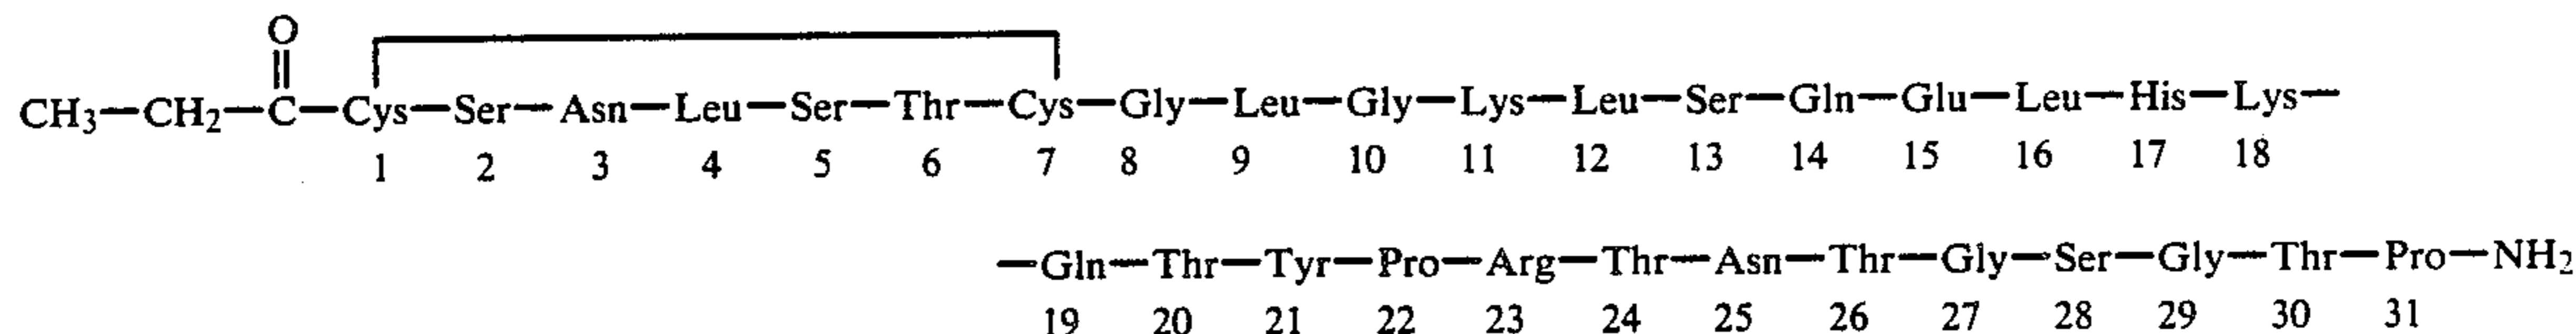 O
CH₃—CH₂—C—Cys—Ser—Asn—Leu—Ser—Thr—Cys—Gly—Leu—Gly—Lys—Leu—Ser—Gln—Glu—Leu—His—Lys—
1 2 3 4 5 6 7 8 9 10 11 12 13 14 15 16 17 18
—Gln—Thr—Tyr—Pro—Arg—Thr—Asn—Thr—Gly—Ser—Gly—Thr—Pro—NH₂
19 20 21 22 23 24 25 26 27 28 29 30 31